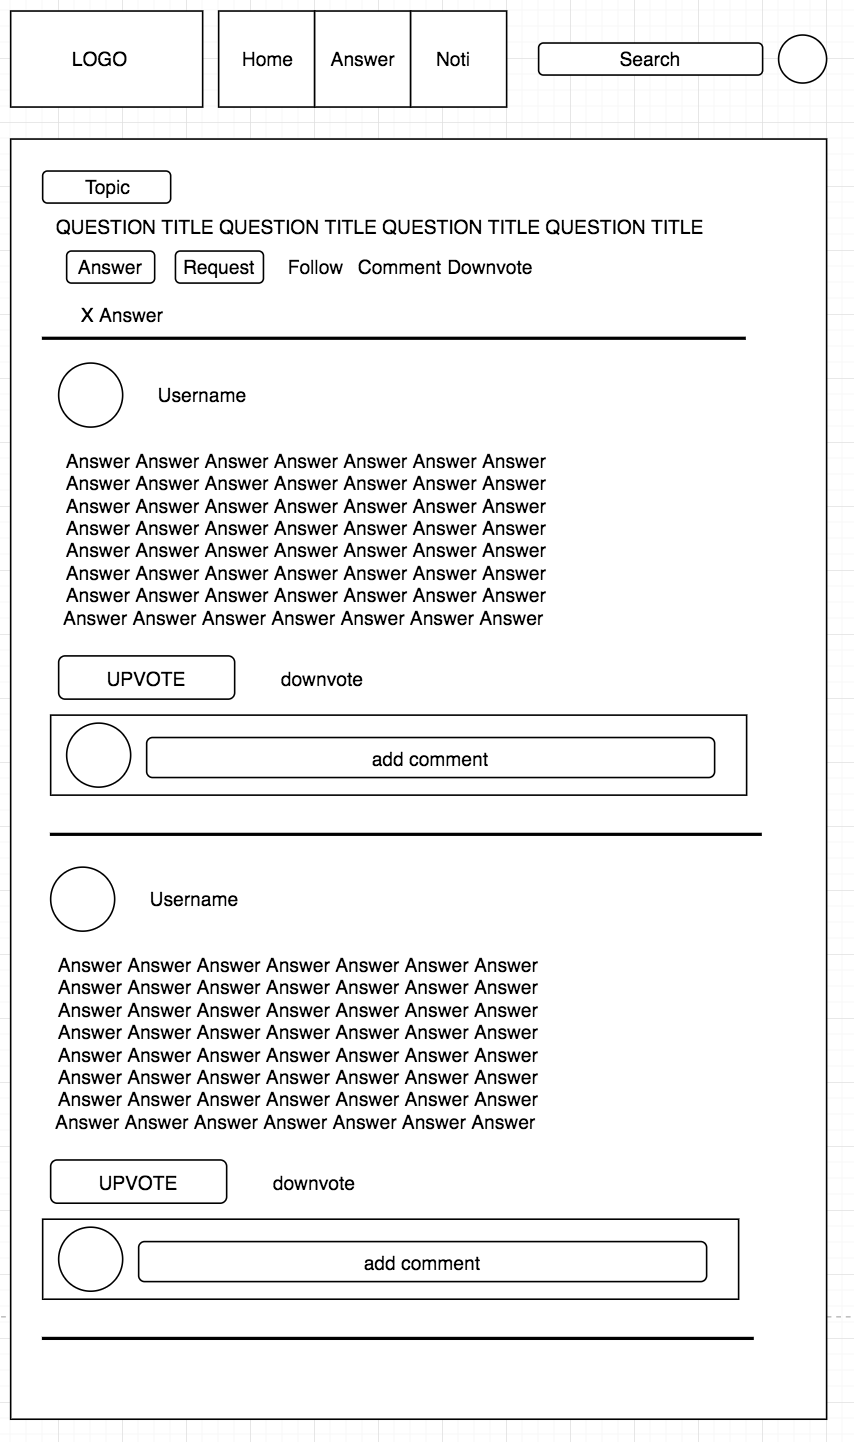 LOGO Home Answer Noti Search
Topic
QUESTION TITLE QUESTION TITLE QUESTION TITLE QUESTION TITLE
Answer Request Follow Comment Downvote
X Answer
Username
Answer Answer Answer Answer Answer Answer Answer
Answer Answer Answer Answer Answer Answer Answer
Answer Answer Answer Answer Answer Answer Answer
Answer Answer Answer Answer Answer Answer Answer
Answer Answer Answer Answer Answer Answer Answer
Answer Answer Answer Answer Answer Answer Answer
Answer Answer Answer Answer Answer Answer Answer
Answer Answer Answer Answer Answer Answer Answer
UPVOTE downvote
add comment
Username
Answer Answer Answer Answer Answer Answer Answer
Answer Answer Answer Answer Answer Answer Answer
Answer Answer Answer Answer Answer Answer Answer
Answer Answer Answer Answer Answer Answer Answer
Answer Answer Answer Answer Answer Answer Answer
Answer Answer Answer Answer Answer Answer Answer
Answer Answer Answer Answer Answer Answer Answer
Answer Answer Answer Answer Answer Answer Answer
UPVOTE downvote
add comment